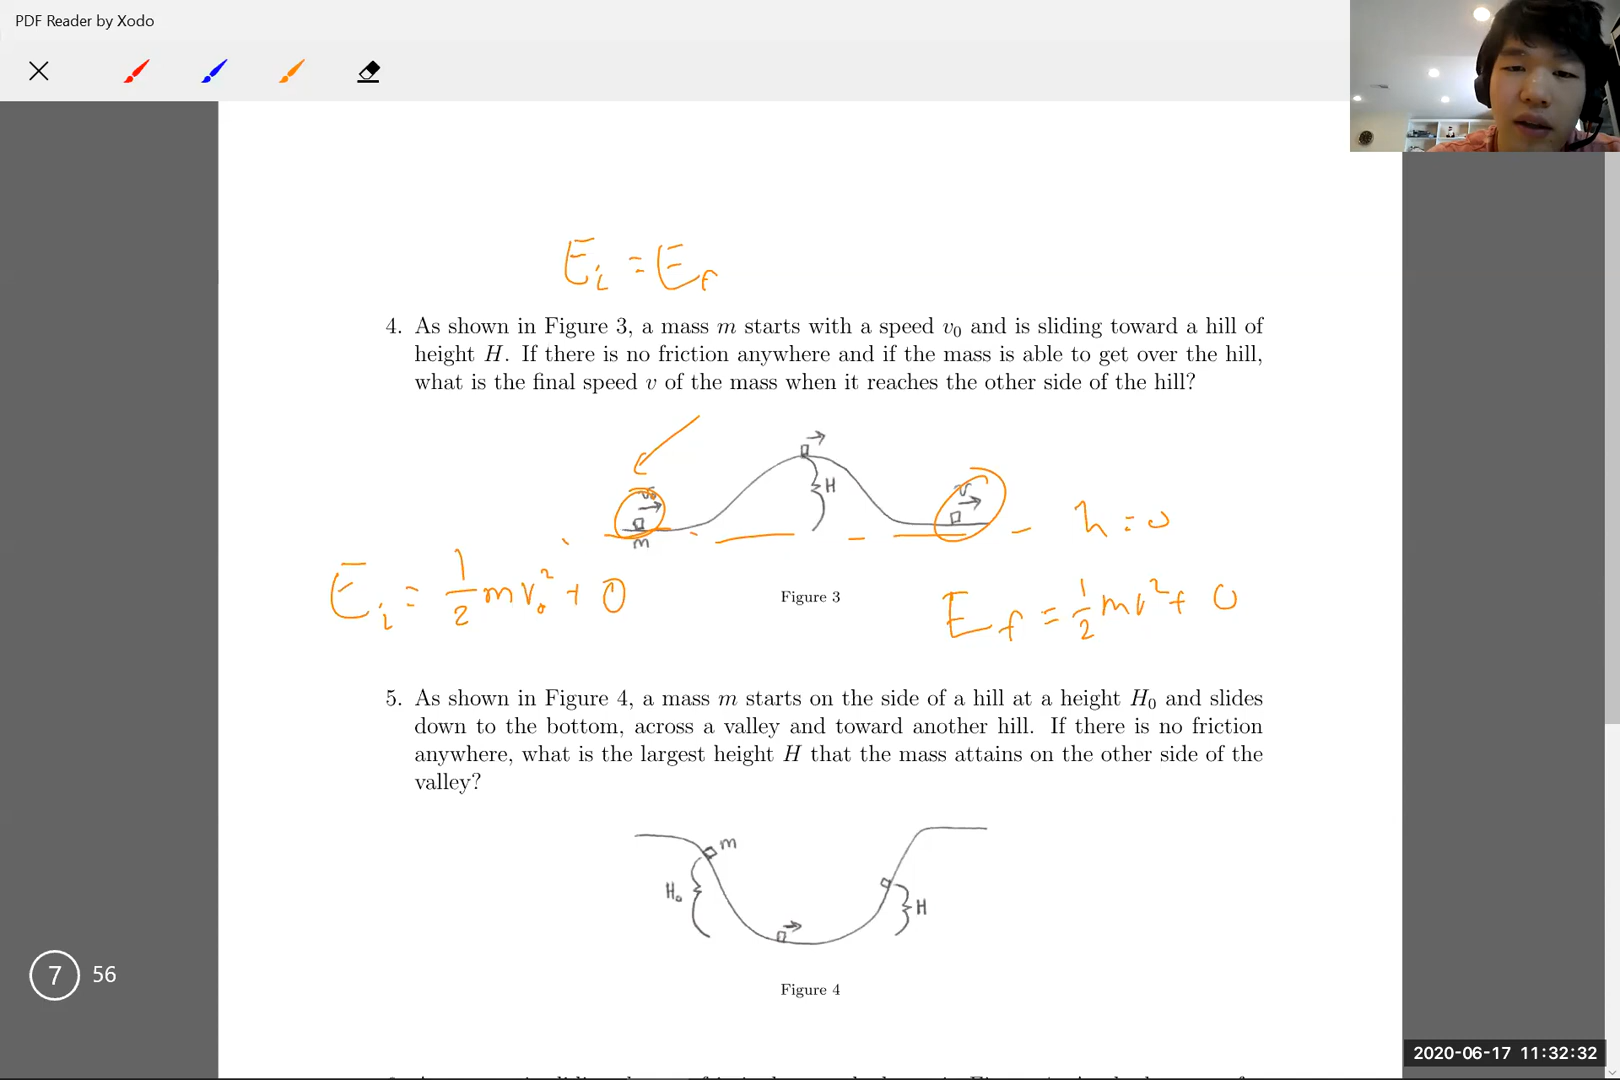 PDF Reader by Xodo
E_i = E_f
4. As shown in Figure 3, a mass m starts with a speed v₀ and is sliding toward a hill of
height H. If there is no friction anywhere and if the mass is able to get over the hill,
what is the final speed v of the mass when it reaches the other side of the hill?
H
v₀
v
m
h = 0
Figure 3
E_i = 1/2 m v₀² + 0
E_f = 1/2 m v² + 0
5. As shown in Figure 4, a mass m starts on the side of a hill at a height H₀ and slides
down to the bottom, across a valley and toward another hill. If there is no friction
anywhere, what is the largest height H that the mass attains on the other side of the
valley?
m
H₀
H
7 56
Figure 4
2020-06-17 11:32:32